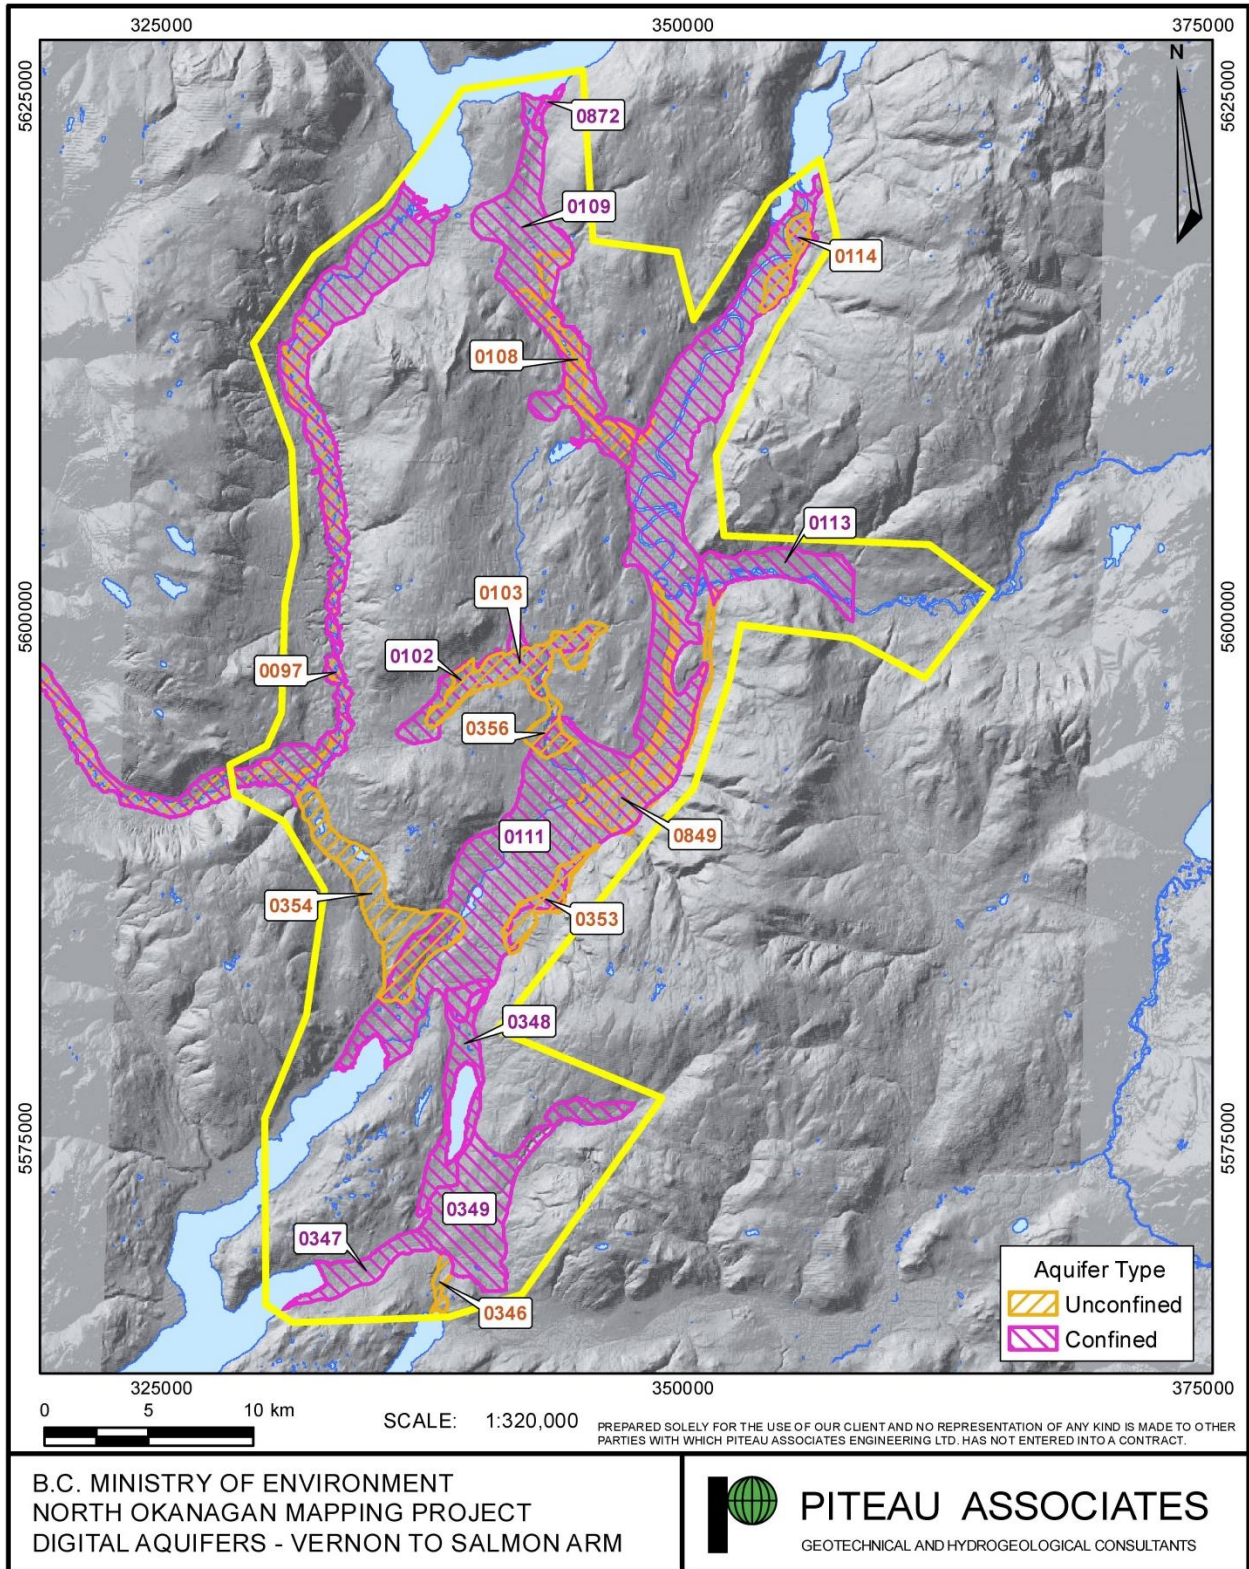 325000
350000
375000
5625000
5625000
N
0872
0109
0114
0108
0113
5600000
5600000
0103
0102
0097
0356
0111
0849
0354
0353
0348
5575000
5575000
0349
0347
0346
Aquifer Type
Unconfined
Confined
325000
350000
375000
0 5 10 km
SCALE: 1:320,000
PREPARED SOLELY FOR THE USE OF OUR CLIENT AND NO REPRESENTATION OF ANY KIND IS MADE TO OTHER
PARTIES WITH WHICH PITEAU ASSOCIATES ENGINEERING LTD. HAS NOT ENTERED INTO A CONTRACT.
B.C. MINISTRY OF ENVIRONMENT
NORTH OKANAGAN MAPPING PROJECT
DIGITAL AQUIFERS - VERNON TO SALMON ARM
PITEAU ASSOCIATES
GEOTECHNICAL AND HYDROGEOLOGICAL CONSULTANTS